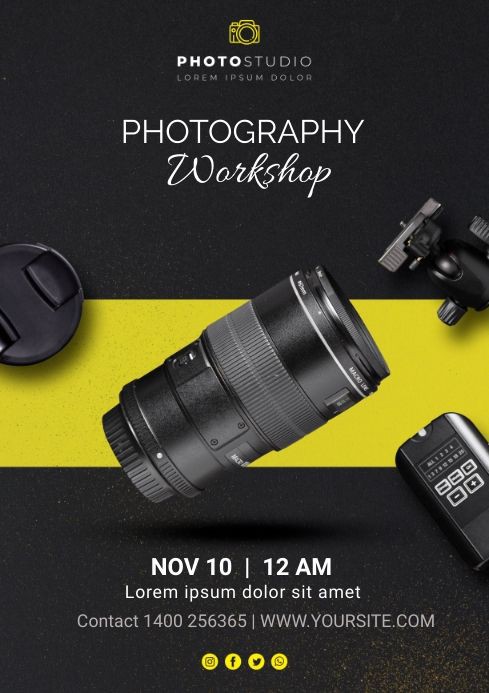 PHOTOSTUDIO
LOREM IPSUM DOLOR
PHOTOGRAPHY
Workshop
NOV 10 | 12 AM
Lorem ipsum dolor sit amet
Contact 1400 256365 | WWW.YOURSITE.COM